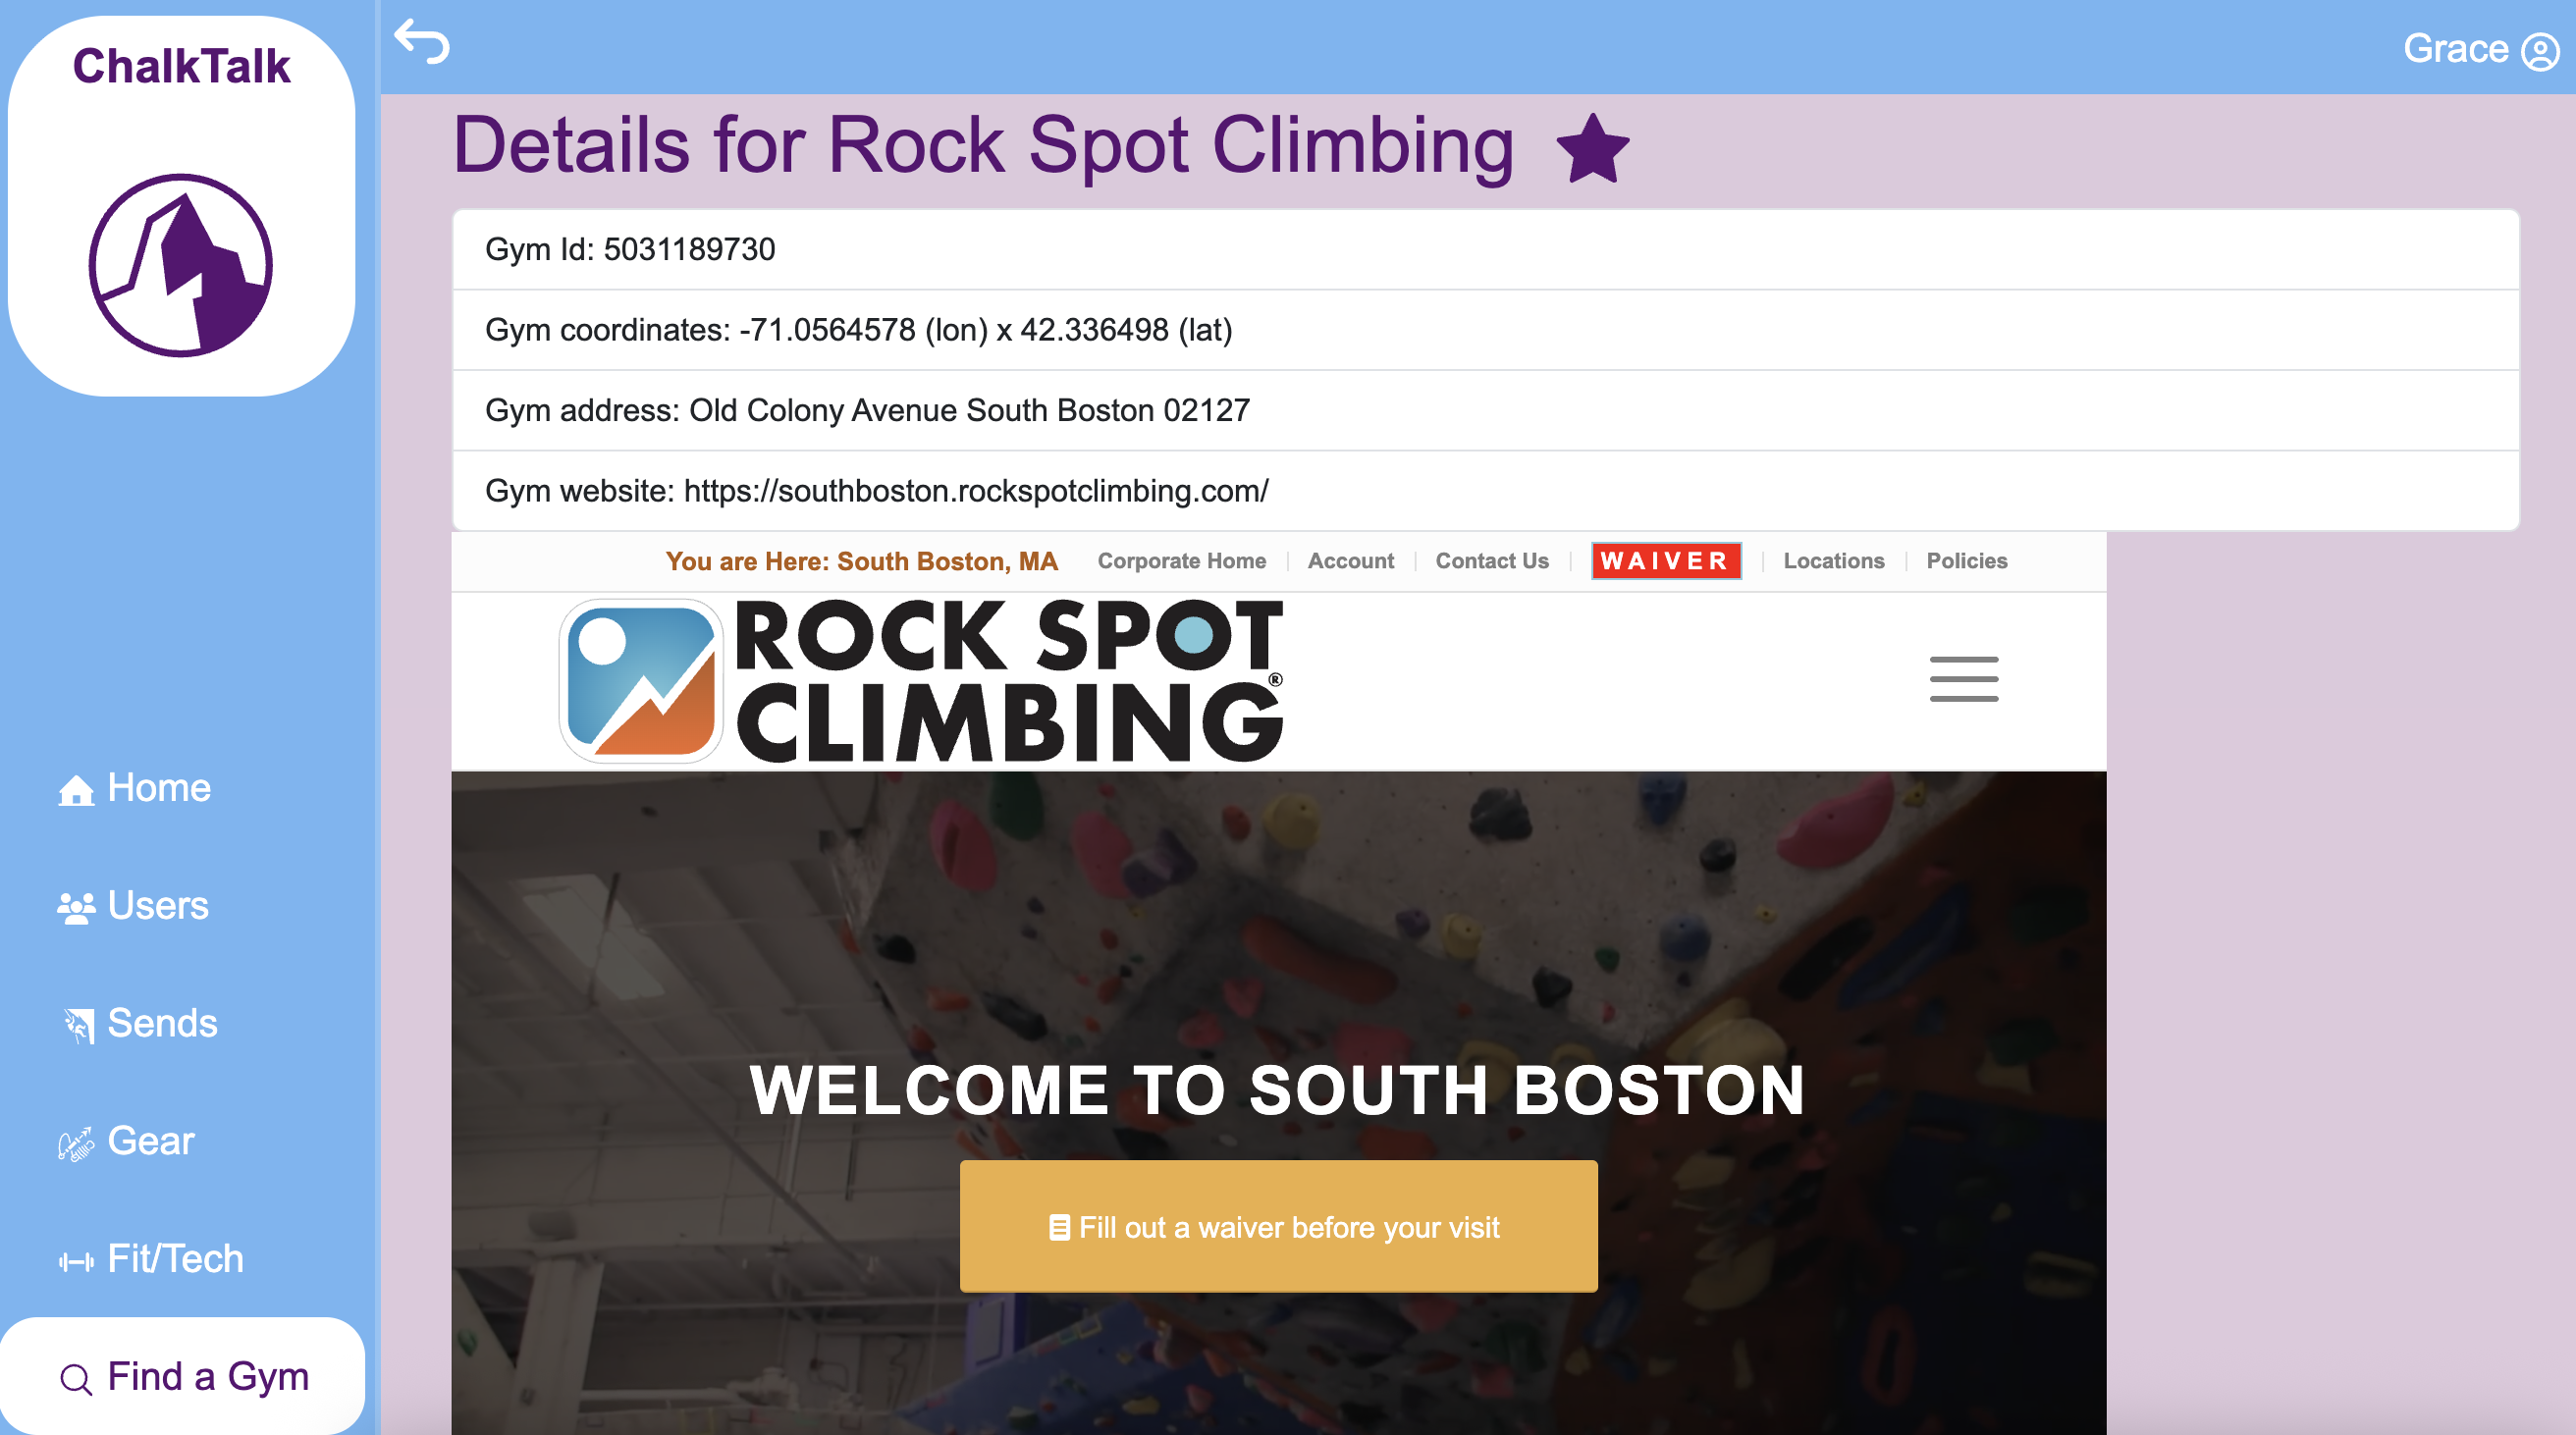 ChalkTalk
Grace
Details for Rock Spot Climbing
Gym Id: 5031189730
Gym coordinates: -71.0564578 (lon) x 42.336498 (lat)
Gym address: Old Colony Avenue South Boston 02127
Gym website: https://southboston.rockspotclimbing.com/
You are Here: South Boston, MA Corporate Home Account Contact Us WAIVER Locations Policies
ROCK SPOT
CLIMBING®
WELCOME TO SOUTH BOSTON
Fill out a waiver before your visit
Home
Users
Sends
Gear
Fit/Tech
Find a Gym